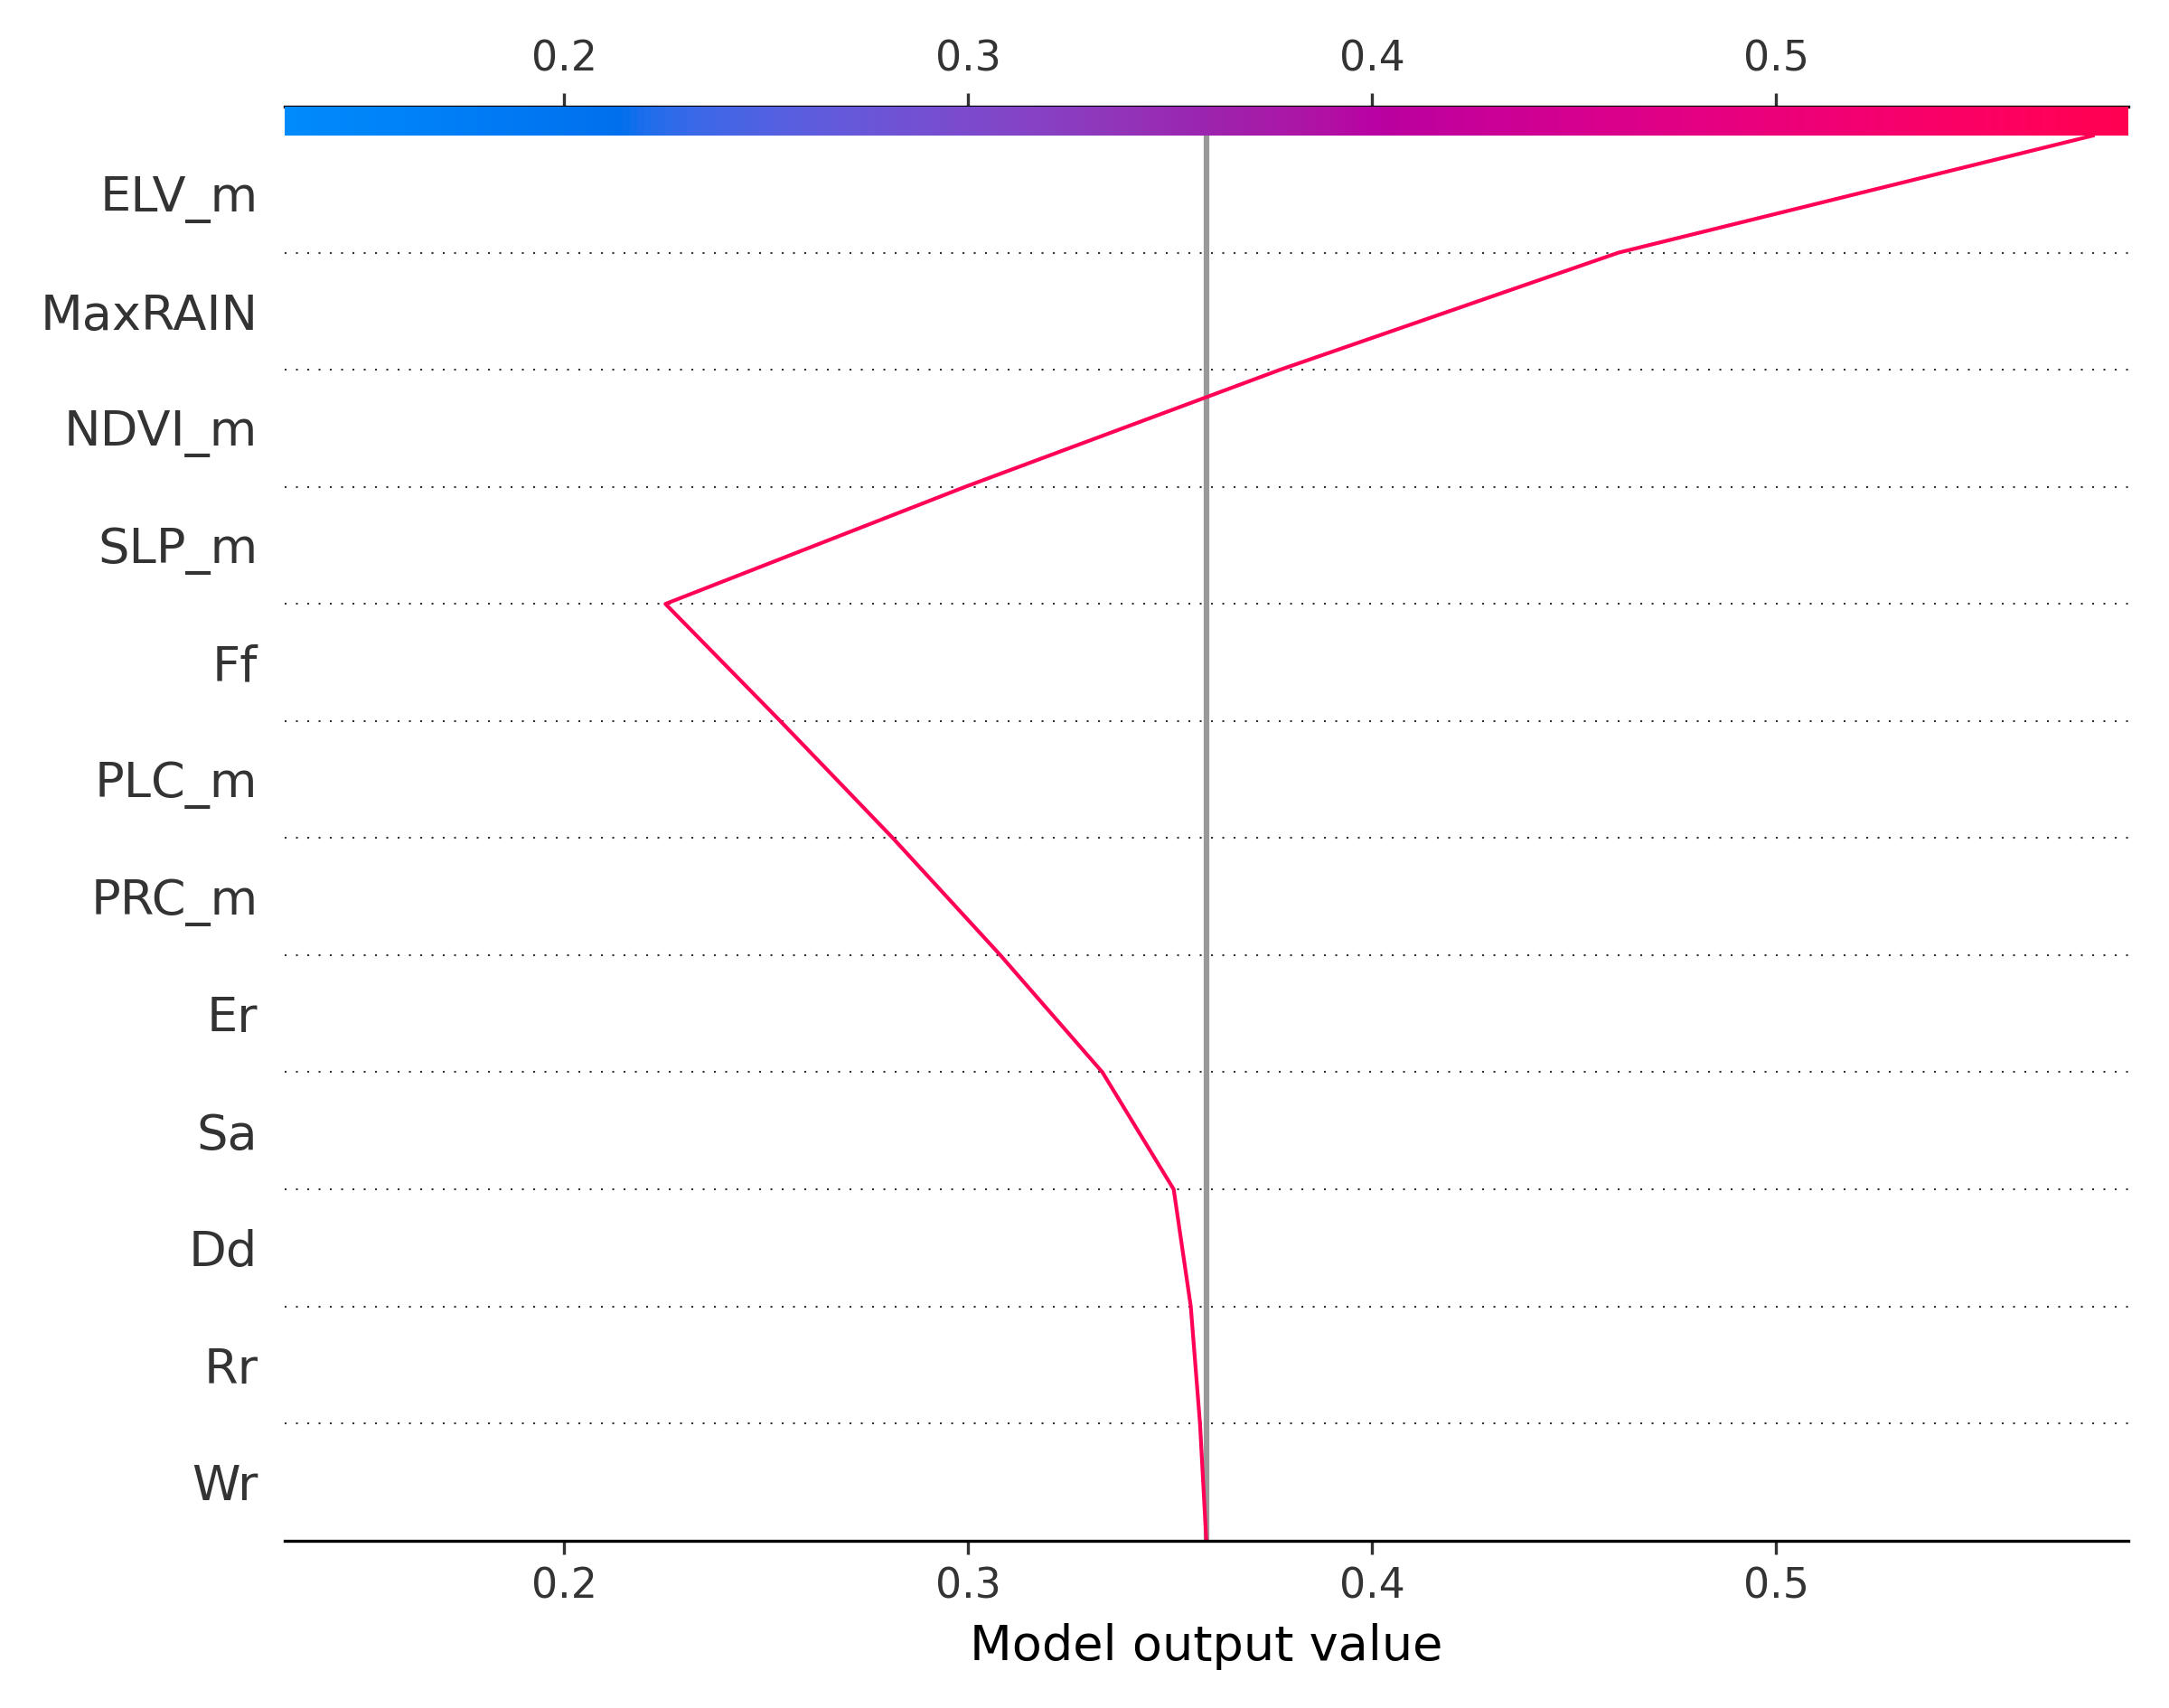 0.2 0.3 0.4 0.5
ELV_m
MaxRAIN
NDVI_m
SLP_m
Ff
PLC_m
PRC_m
Er
Sa
Dd
Rr
Wr
0.2 0.3 0.4 0.5
Model output value